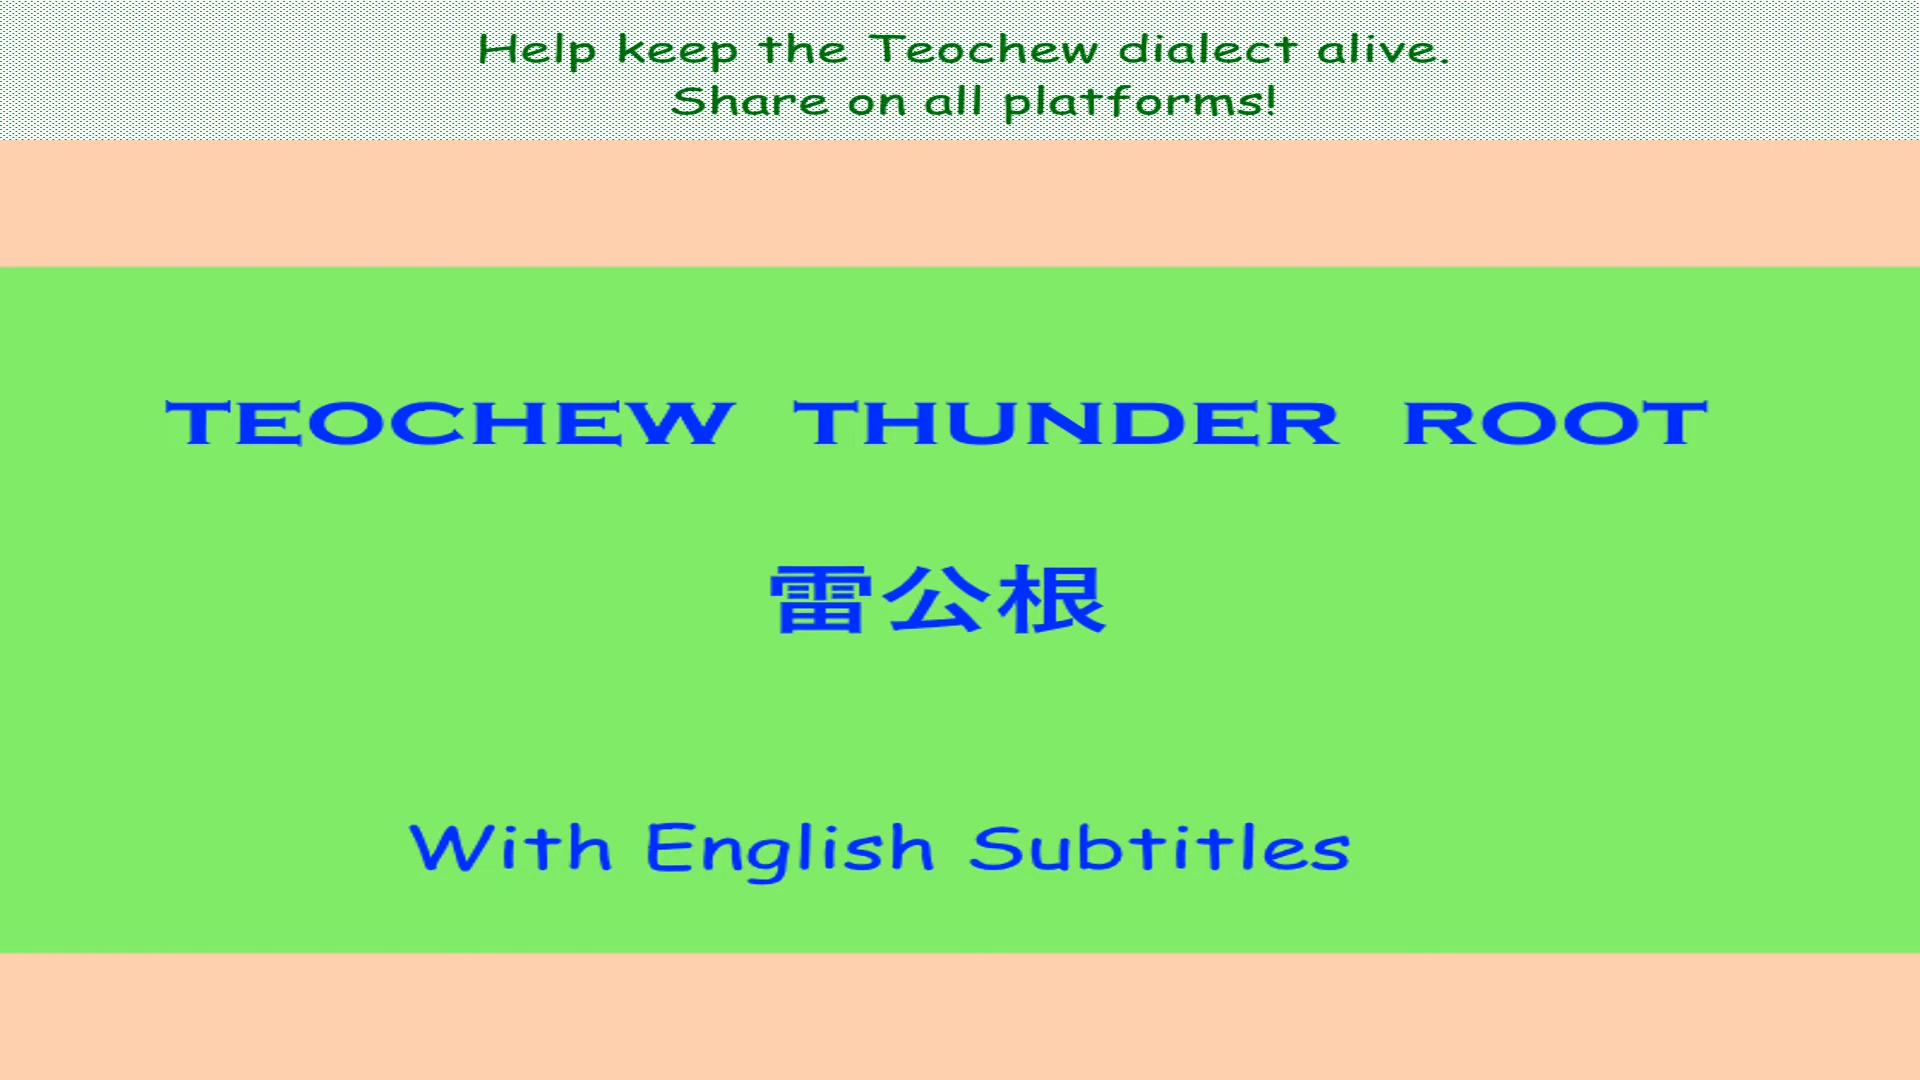 Help keep the Teochew dialect alive.
Share on all platforms!
TEOCHEW THUNDER ROOT
雷公根
With English Subtitles